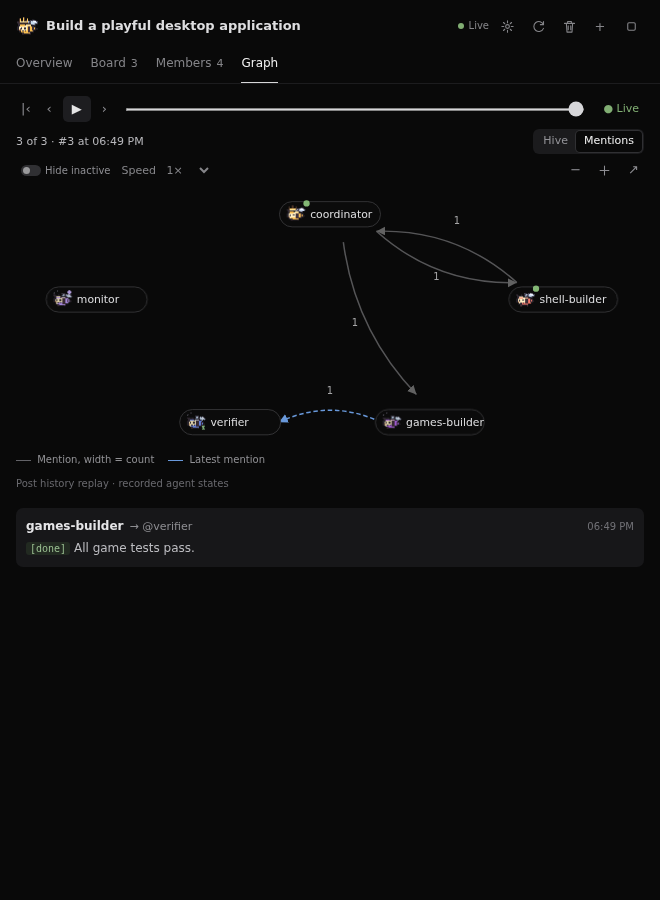 Build a playful desktop application
Live
Overview Board 3 Members 4 Graph
Live
3 of 3 · #3 at 06:49 PM
Hive Mentions
Hide inactive Speed 1×
coordinator
1
1
shell-builder
monitor
1
1
verifier
games-builder
Mention, width = count Latest mention
Post history replay · recorded agent states
games-builder → @verifier 06:49 PM
[done] All game tests pass.